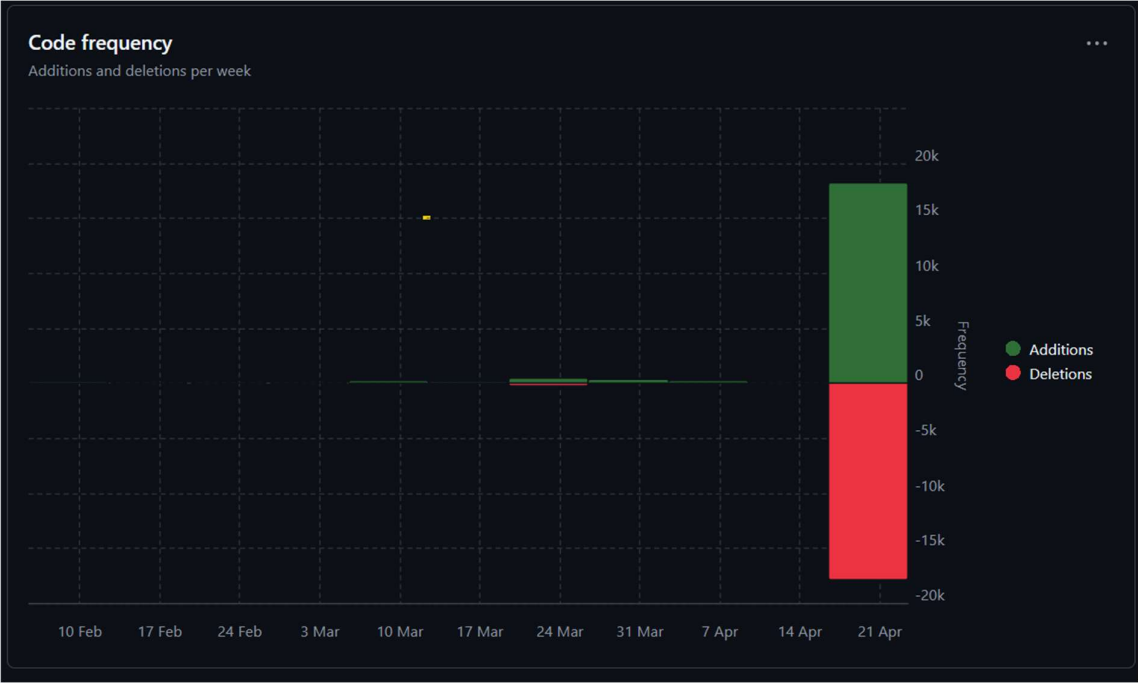 Code frequency
Additions and deletions per week
20k
15k
10k
5k
0
-5k
-10k
-15k
-20k
Frequency
Additions
Deletions
10 Feb
17 Feb
24 Feb
3 Mar
10 Mar
17 Mar
24 Mar
31 Mar
7 Apr
14 Apr
21 Apr